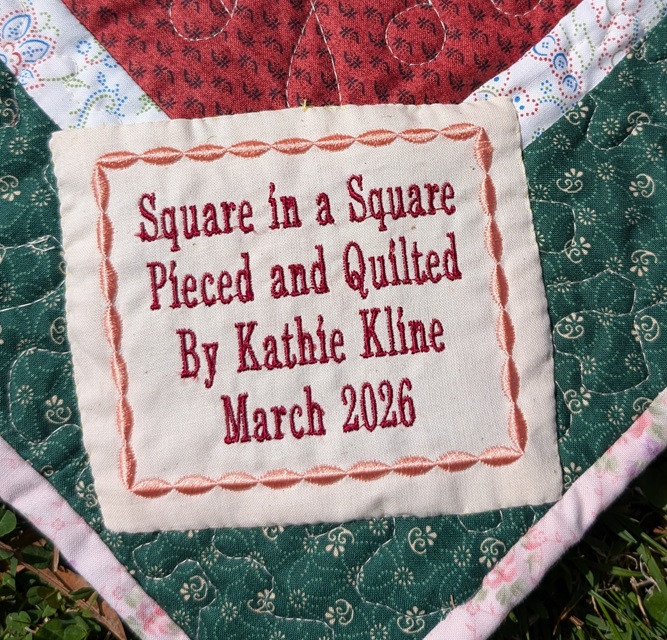 Square in a Square
Pieced and Quilted
By Kathie Kline
March 2026